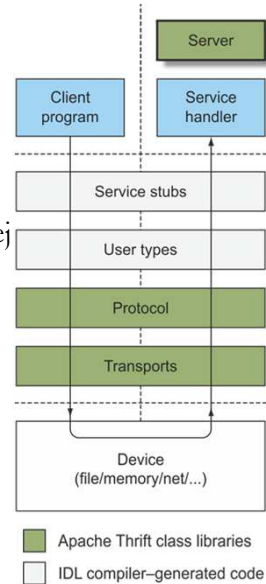 Server
Client
program
Service
handler
Service stubs
ej
User types
Protocol
Transports
Device
(file/memory/net/...)
Apache Thrift class libraries
IDL compiler–generated code